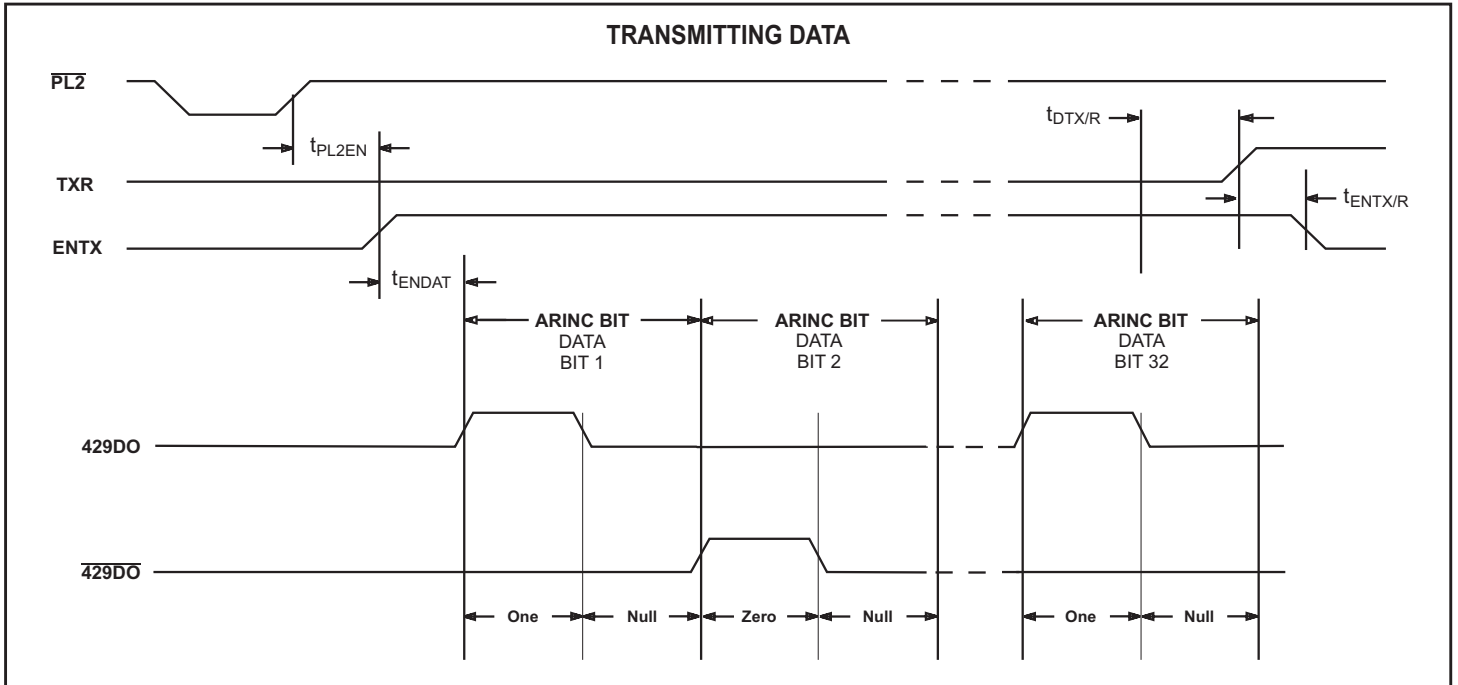 TRANSMITTING DATA
PL2
tDTX/R
tPL2EN
TXR
tENTX/R
ENTX
tENDAT
ARINC BIT
DATA
BIT 1
ARINC BIT
DATA
BIT 2
ARINC BIT
DATA
BIT 32
429DO
429DO
One
Null
Zero
Null
One
Null